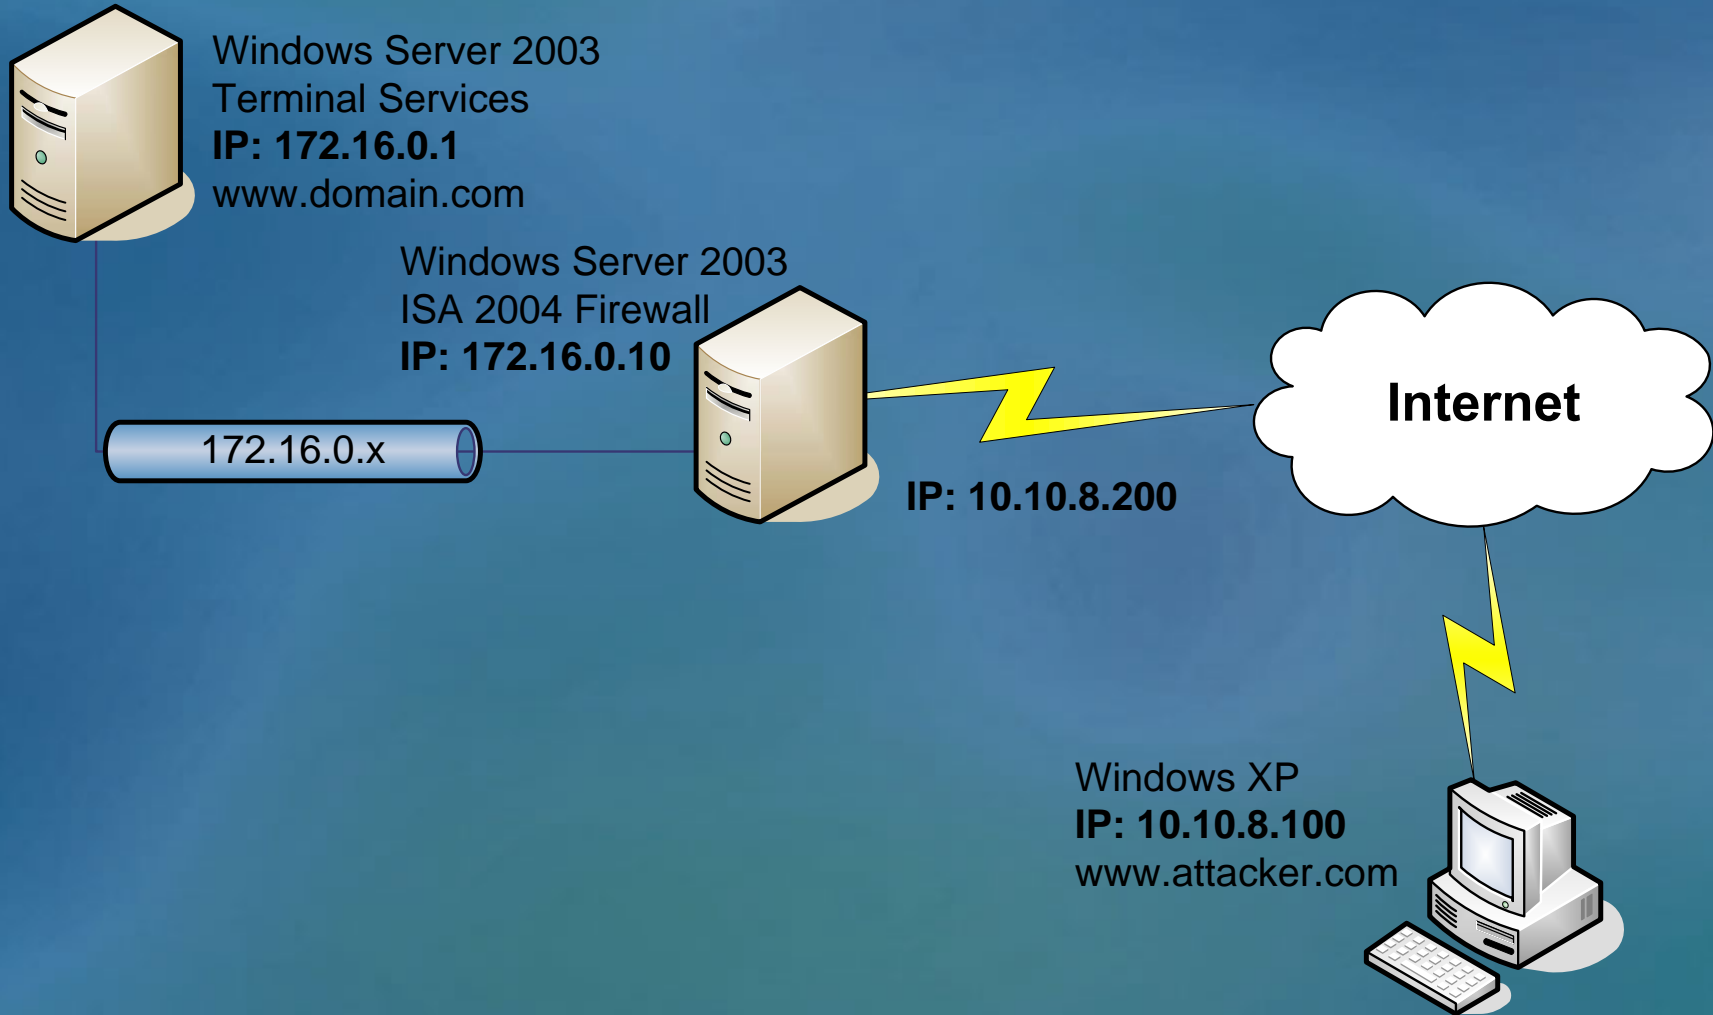 Windows Server 2003
Terminal Services
IP: 172.16.0.1
www.domain.com
Windows Server 2003
ISA 2004 Firewall
IP: 172.16.0.10
172.16.0.x
IP: 10.10.8.200
Internet
Windows XP
IP: 10.10.8.100
www.attacker.com